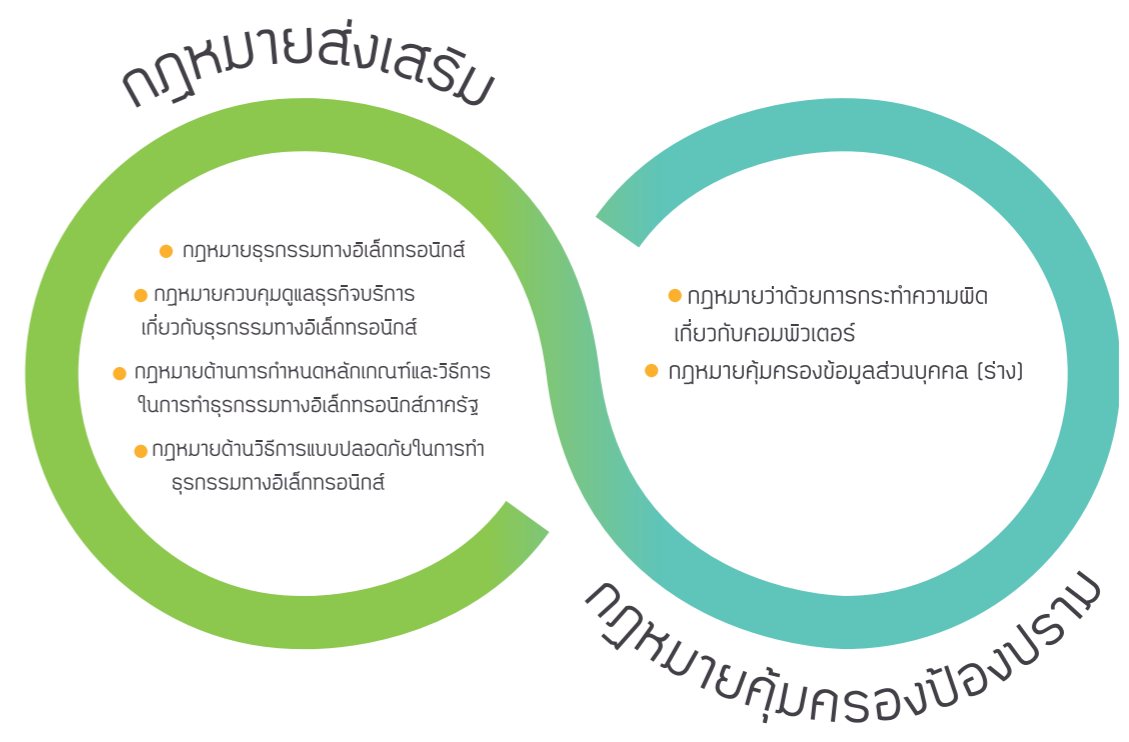 กฎหมายส่งเสริม
● กฎหมายธุรกรรมทางอิเล็กทรอนิกส์
● กฎหมายควบคุมดูแลธุรกิจบริการ
เกี่ยวกับธุรกรรมทางอิเล็กทรอนิกส์
● กฎหมายด้านการกำหนดหลักเกณฑ์และวิธีการ
ในการทำธุรกรรมทางอิเล็กทรอนิกส์ภาครัฐ
● กฎหมายด้านวิธีการแบบปลอดภัยในการทำ
ธุรกรรมทางอิเล็กทรอนิกส์
● กฎหมายว่าด้วยการกระทำความผิด
เกี่ยวกับคอมพิวเตอร์
● กฎหมายคุ้มครองข้อมูลส่วนบุคคล (ร่าง)
กฎหมายคุ้มครองป้องปราม